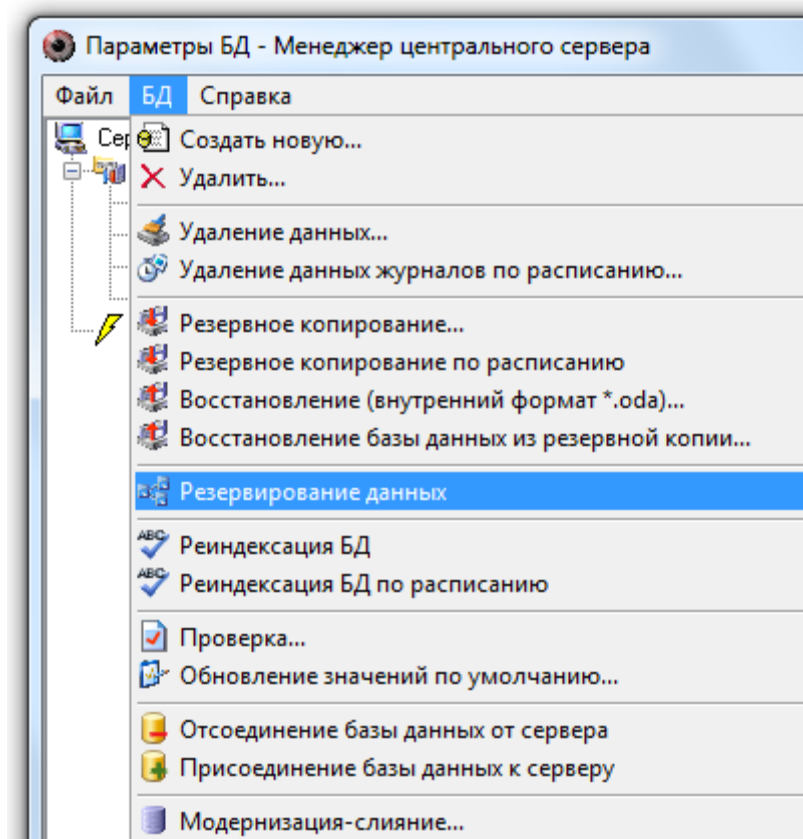 Параметры БД - Менеджер центрального сервера
Файл БД Справка
Создать новую...
Удалить...
Удаление данных...
Удаление данных журналов по расписанию...
Резервное копирование...
Резервное копирование по расписанию
Восстановление (внутренний формат *.oda)...
Восстановление базы данных из резервной копии...
Резервирование данных
ABC Реиндексация БД
ABC Реиндексация БД по расписанию
Проверка...
Обновление значений по умолчанию...
Отсоединение базы данных от сервера
Присоединение базы данных к серверу
Модернизация-слияние...